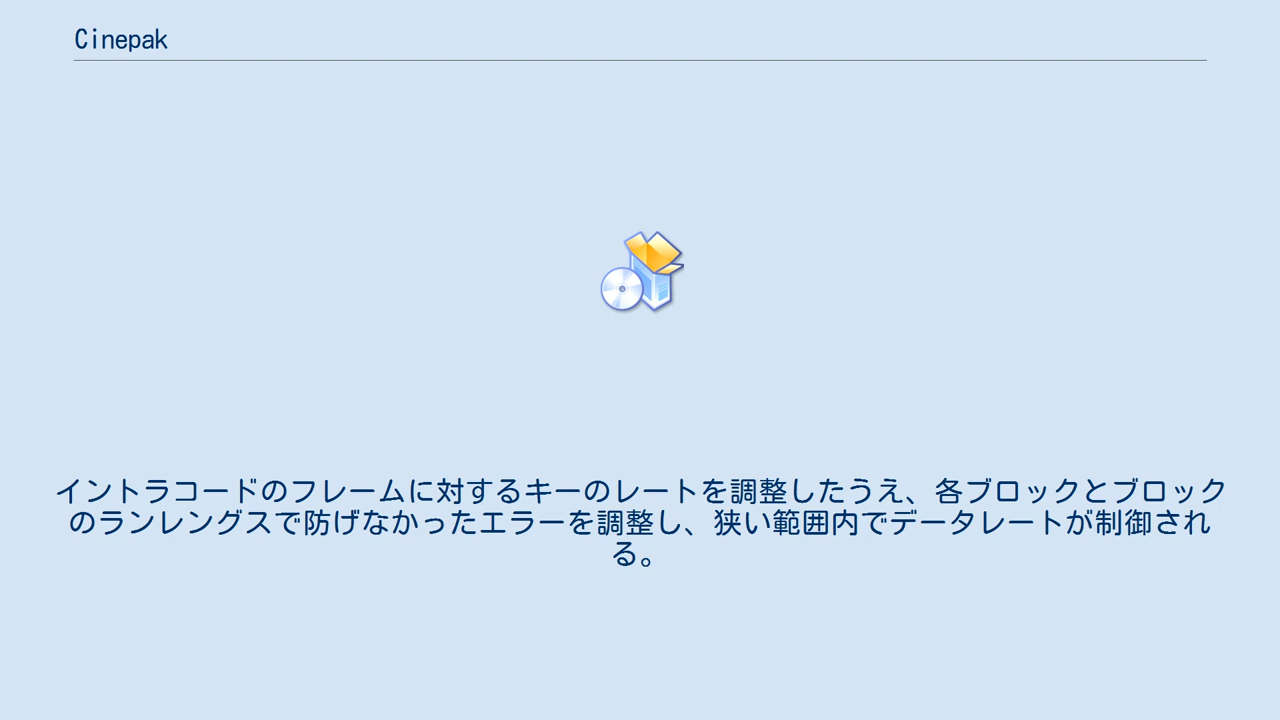 Cinepak
イントラコードのフレームに対するキーのレートを調整したうえ、各ブロックとブロック
のランレングスで防げなかったエラーを調整し、狭い範囲内でデータレートが制御され
る。